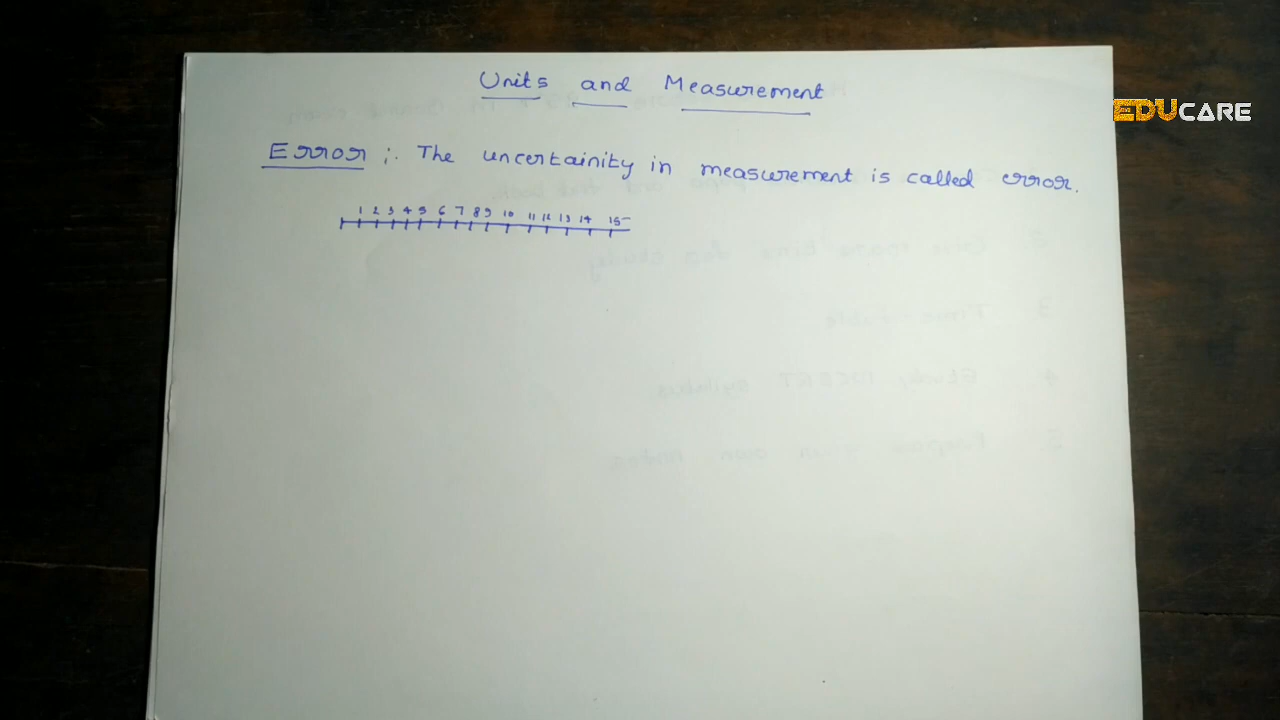 Units and Measurement
EDUCARE
Error :. The uncertainity in measurement is called error.
1 2 3 4 5 6 7 8 9 10 11 12 13 14 15